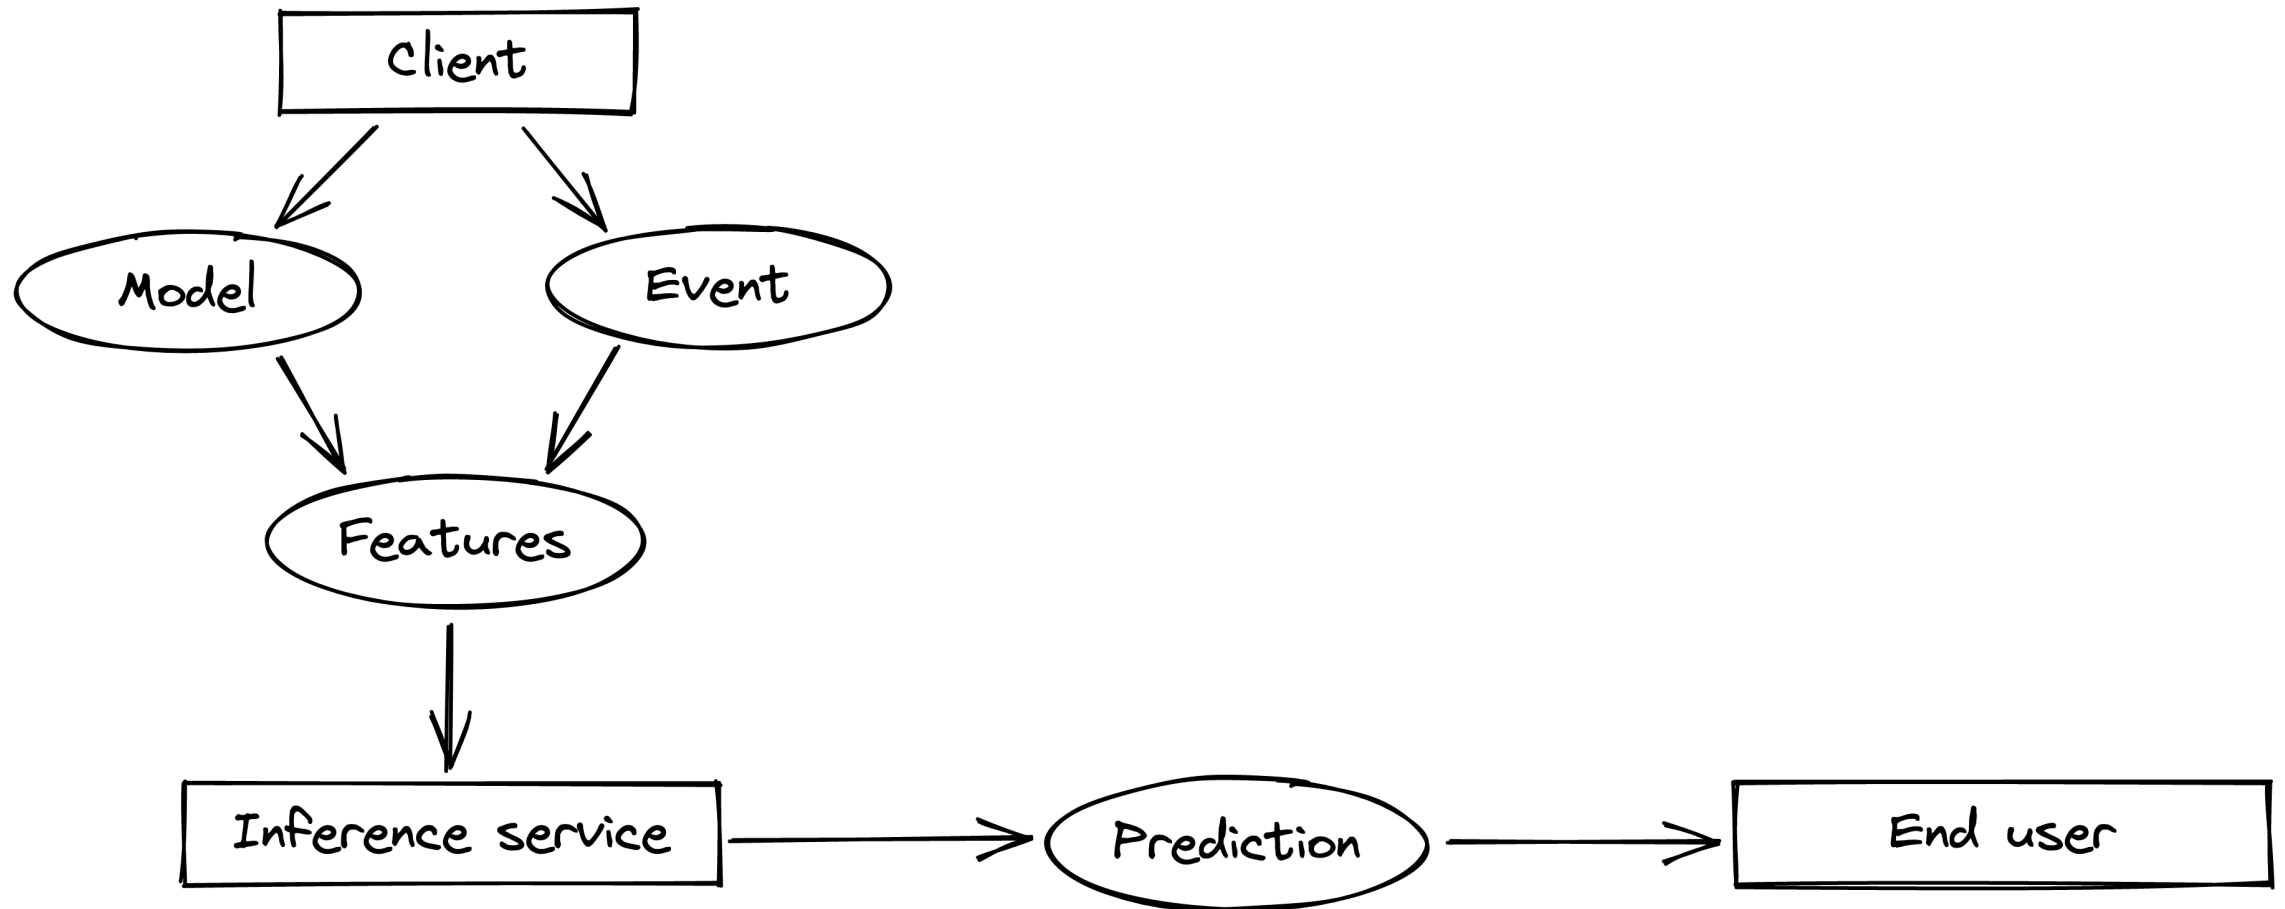 Client
Model
Event
Features
Inference service
Prediction
End user